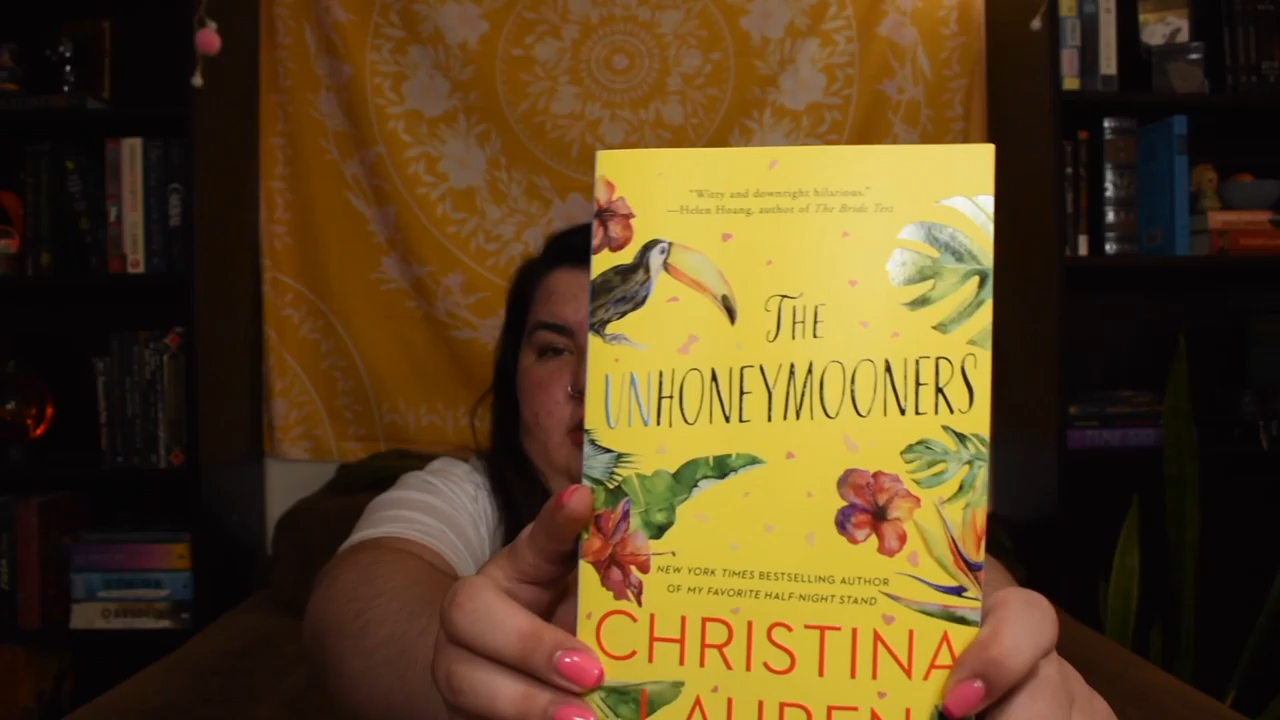 "Witty and downright hilarious."
—Helen Hoang, author of The Bride Test
THE
UNHONEYMOONERS
NEW YORK TIMES BESTSELLING AUTHOR
OF MY FAVORITE HALF-NIGHT STAND
CHRISTINA
LAUREN